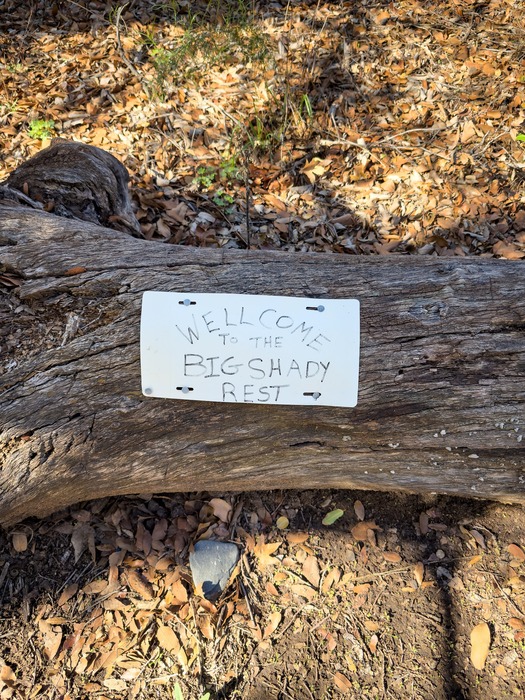 WELLCOME
TO THE
BIG SHADY
REST